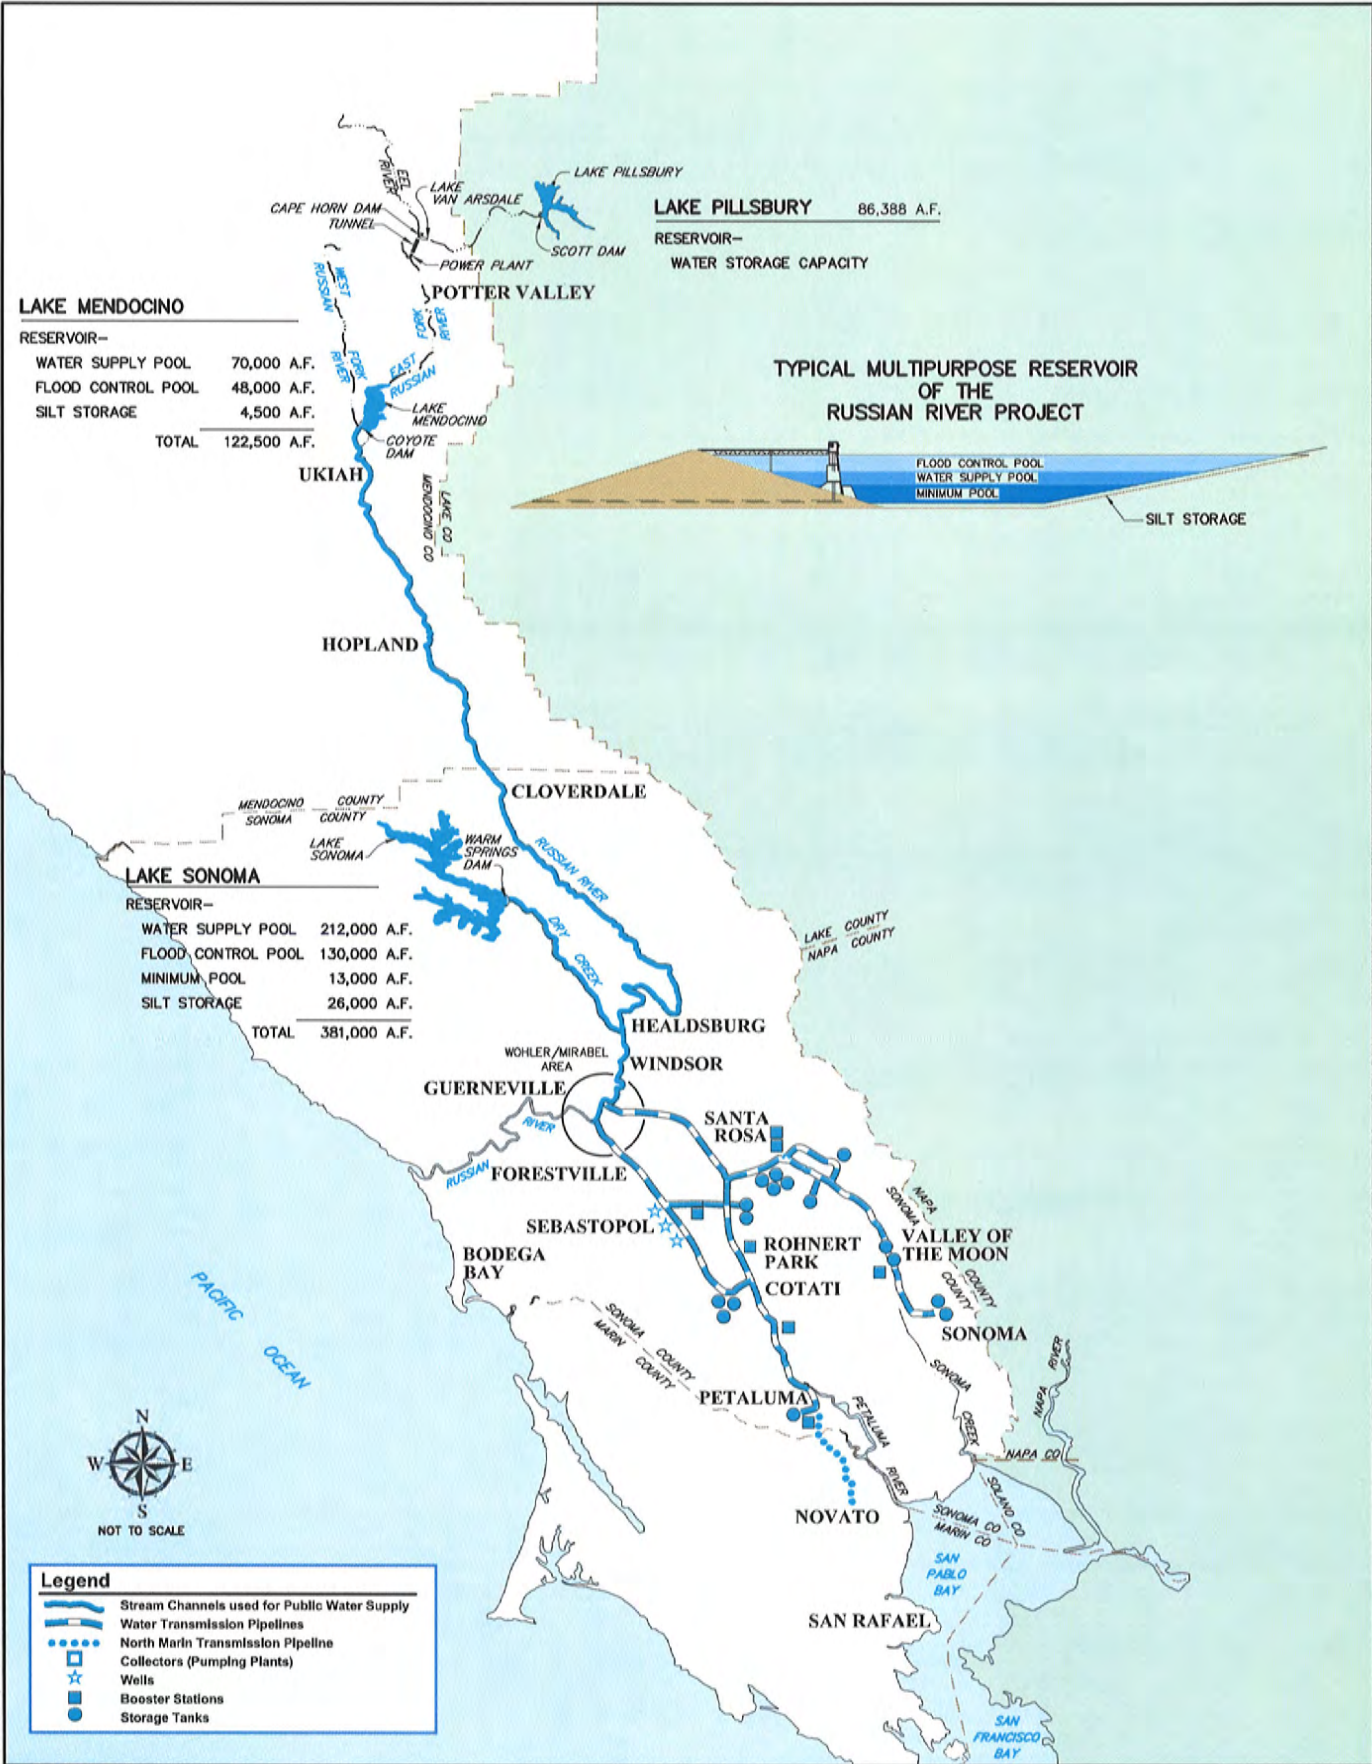 EEL
RIVER
LAKE
VAN ARSDALE
CAPE HORN DAM
TUNNEL
POWER PLANT
LAKE PILLSBURY
SCOTT DAM
LAKE PILLSBURY 86,388 A.F.
RESERVOIR–
WATER STORAGE CAPACITY
POTTER VALLEY
WEST
RUSSIAN
FORK
RIVER
FORK
RIVER
EAST
RUSSIAN
LAKE MENDOCINO
RESERVOIR–
WATER SUPPLY POOL 70,000 A.F.
FLOOD CONTROL POOL 48,000 A.F.
SILT STORAGE 4,500 A.F.
TOTAL 122,500 A.F.
LAKE
MENDOCINO
COYOTE
DAM
UKIAH
MENDOCINO CO
LAKE CO
TYPICAL MULTIPURPOSE RESERVOIR
OF THE
RUSSIAN RIVER PROJECT
FLOOD CONTROL POOL
WATER SUPPLY POOL
MINIMUM POOL
SILT STORAGE
HOPLAND
CLOVERDALE
MENDOCINO COUNTY
SONOMA COUNTY
LAKE
SONOMA
WARM
SPRINGS
DAM
RUSSIAN RIVER
DRY
CREEK
LAKE SONOMA
RESERVOIR–
WATER SUPPLY POOL 212,000 A.F.
FLOOD CONTROL POOL 130,000 A.F.
MINIMUM POOL 13,000 A.F.
SILT STORAGE 26,000 A.F.
TOTAL 381,000 A.F.
LAKE COUNTY
NAPA COUNTY
HEALDSBURG
WOHLER/MIRABEL
AREA
WINDSOR
GUERNEVILLE
RUSSIAN
RIVER
FORESTVILLE
SANTA
ROSA
SEBASTOPOL
BODEGA
BAY
ROHNERT
PARK
COTATI
NAPA
SONOMA
COUNTY
COUNTY
VALLEY OF
THE MOON
SONOMA
SONOMA COUNTY
MARIN COUNTY
PACIFIC
OCEAN
PETALUMA
PETALUMA
RIVER
SONOMA
CREEK
NAPA RIVER
NAPA CO
SOLANO CO
SONOMA CO
MARIN CO
NOVATO
SAN
PABLO
BAY
SAN RAFAEL
SAN
FRANCISCO
BAY
N
W E
S
NOT TO SCALE
Legend
Stream Channels used for Public Water Supply
Water Transmission Pipelines
North Marin Transmission Pipeline
Collectors (Pumping Plants)
Wells
Booster Stations
Storage Tanks